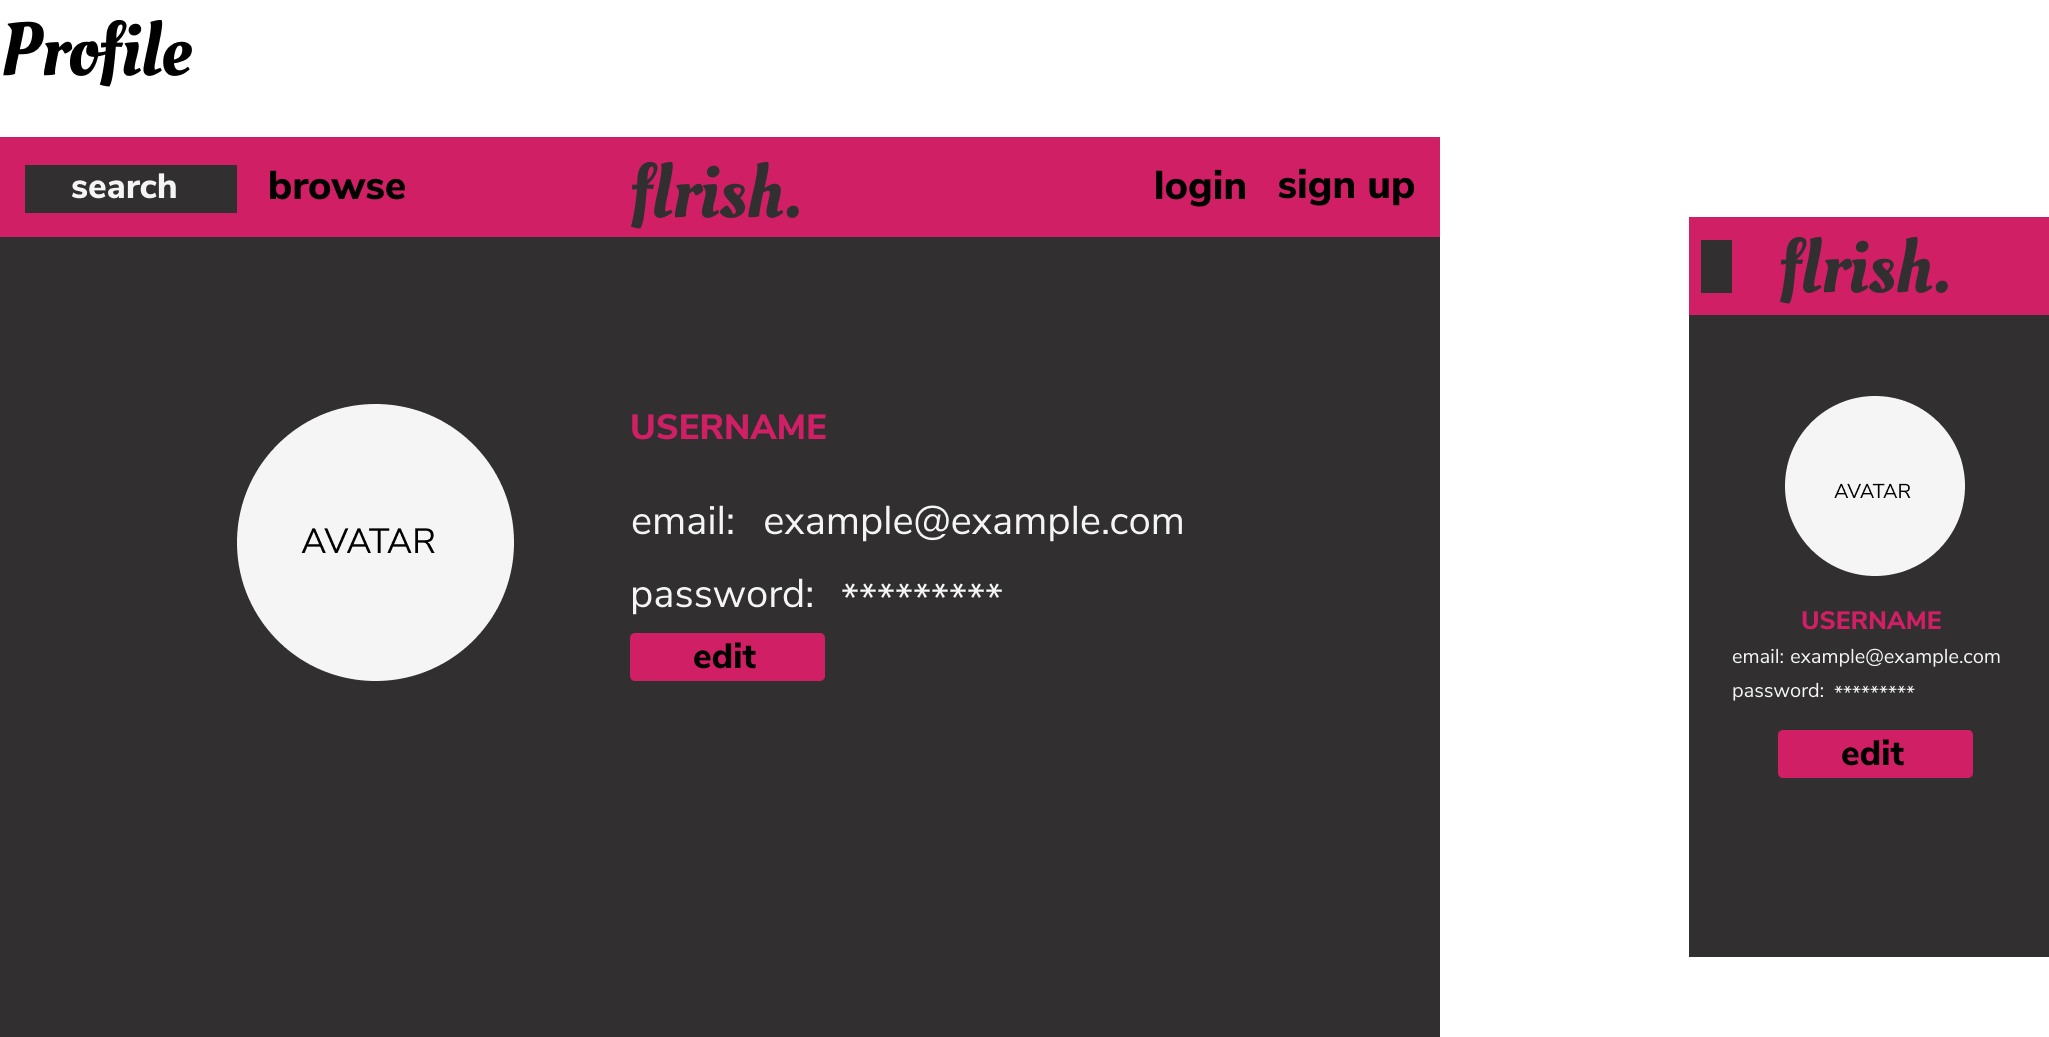 Profile
search browse flrish. login sign up
USERNAME
AVATAR
email: example@example.com
password: *********
edit
flrish.
AVATAR
USERNAME
email: example@example.com
password: *********
edit